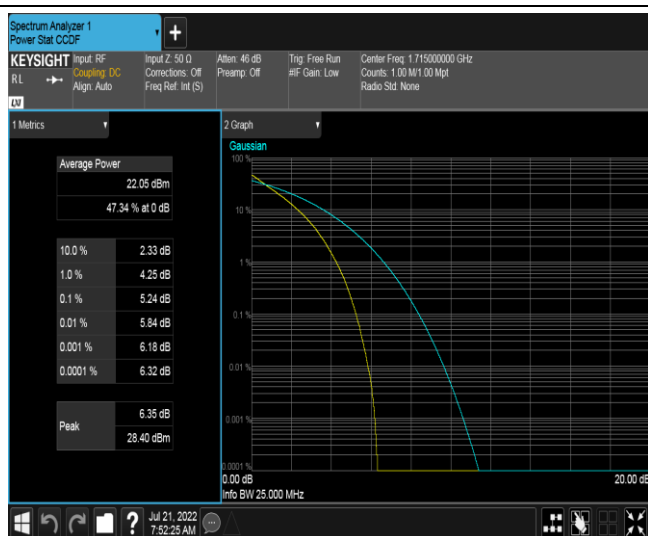 Spectrum Analyzer 1
Power Stat CCDF
+
KEYSIGHT
RL
LXI
Input: RF
Coupling: DC
Align: Auto
Input Z: 50 Ω
Corrections: Off
Freq Ref: Int (S)
Atten: 46 dB
Preamp: Off
Trig: Free Run
#IF Gain: Low
Center Freq: 1.715000000 GHz
Counts: 1.00 M/1.00 Mpt
Radio Std: None
1 Metrics
Average Power
22.05 dBm
47.34 % at 0 dB
10.0 % 2.33 dB
1.0 % 4.25 dB
0.1 % 5.24 dB
0.01 % 5.84 dB
0.001 % 6.18 dB
0.0001 % 6.32 dB
Peak
6.35 dB
28.40 dBm
2 Graph
Gaussian
100 %
10 %
1 %
0.1 %
0.01 %
0.001 %
0.0001 %
0.00 dB 20.00 dB
Info BW 25.000 MHz
?
Jul 21, 2022
7:52:25 AM